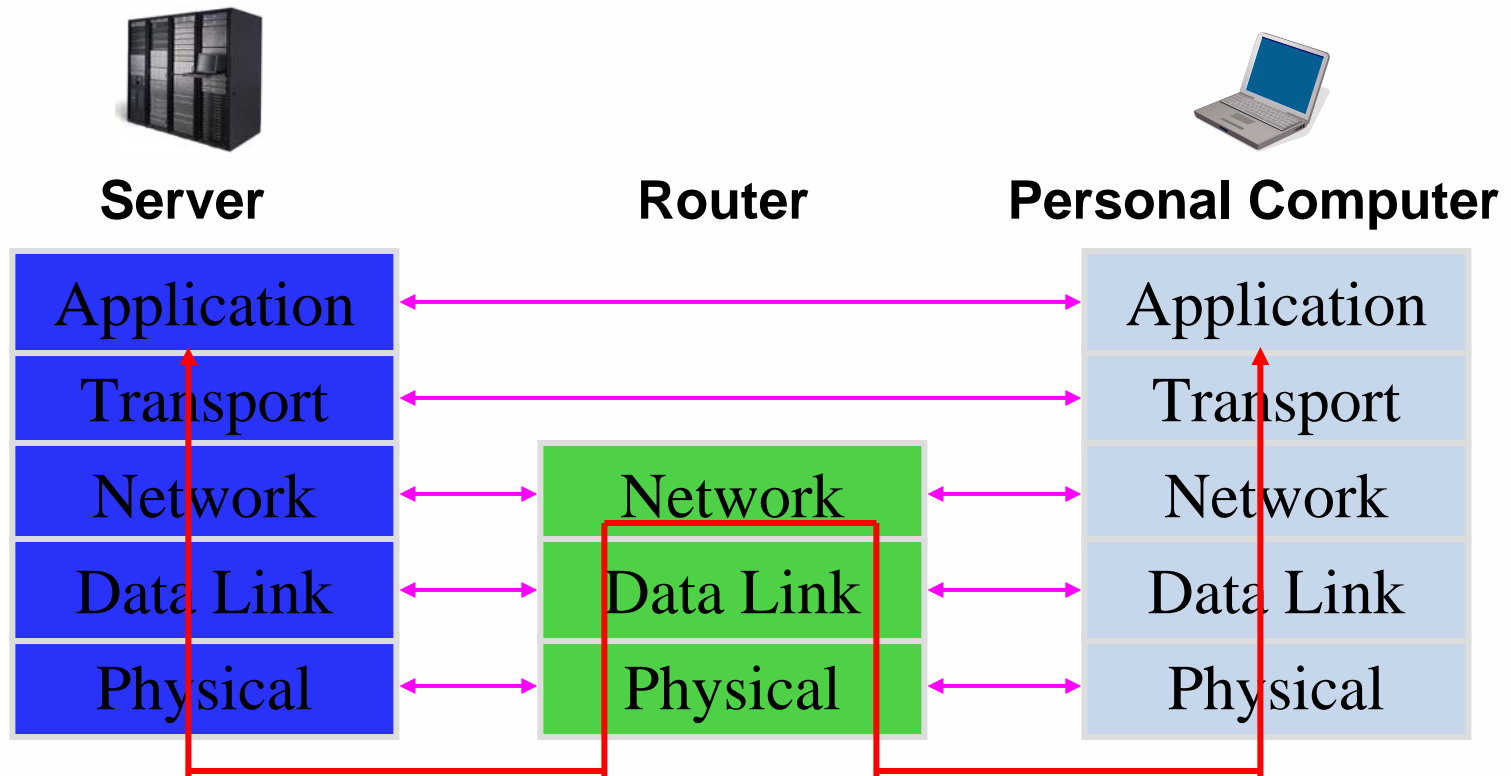 Server Router Personal Computer
Application Application
Transport Transport
Network Network Network
Data Link Data Link Data Link
Physical Physical Physical